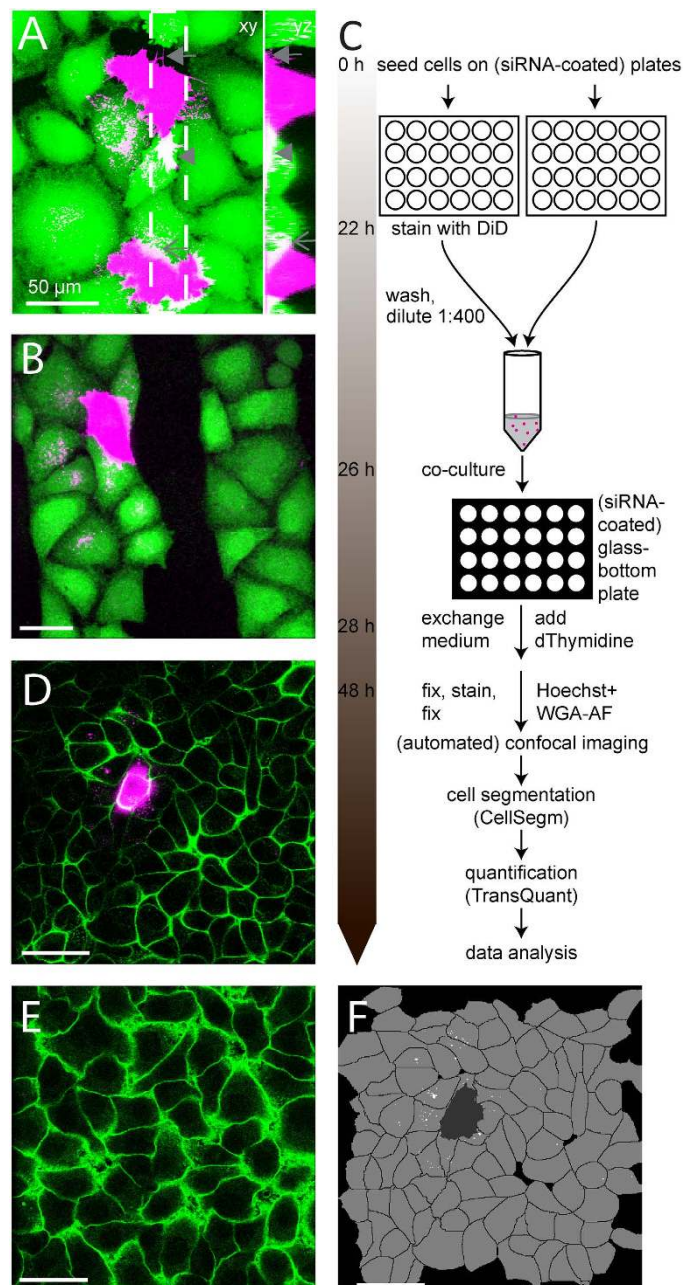 A
xy
yz
50 µm
B
D
E
C
0 h
seed cells on (siRNA-coated) plates
22 h
stain with DiD
wash,
dilute 1:400
26 h
co-culture
(siRNA-
coated)
glass-
bottom
plate
28 h
exchange
medium
add
dThymidine
48 h
fix, stain,
fix
Hoechst+
WGA-AF
(automated) confocal imaging
cell segmentation
(CellSegm)
quantification
(TransQuant)
data analysis
F